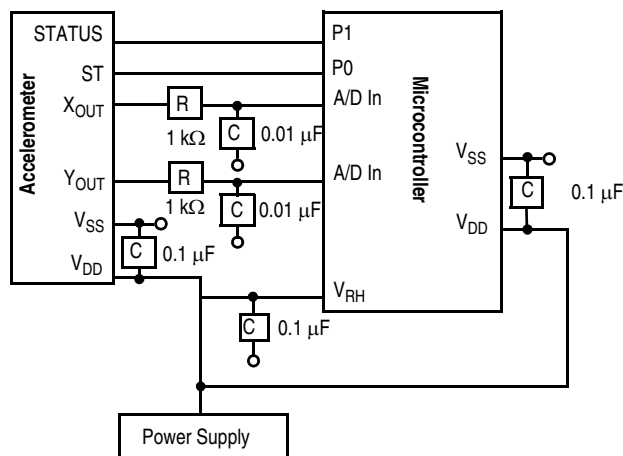 STATUS
ST
XOUT
YOUT
VSS
VDD
Accelerometer
R
1 kΩ
C
0.01 μF
R
1 kΩ
C
0.01 μF
C
0.1 μF
P1
P0
A/D In
A/D In
VRH
Microcontroller
VSS
VDD
C
0.1 μF
C
0.1 μF
Power Supply